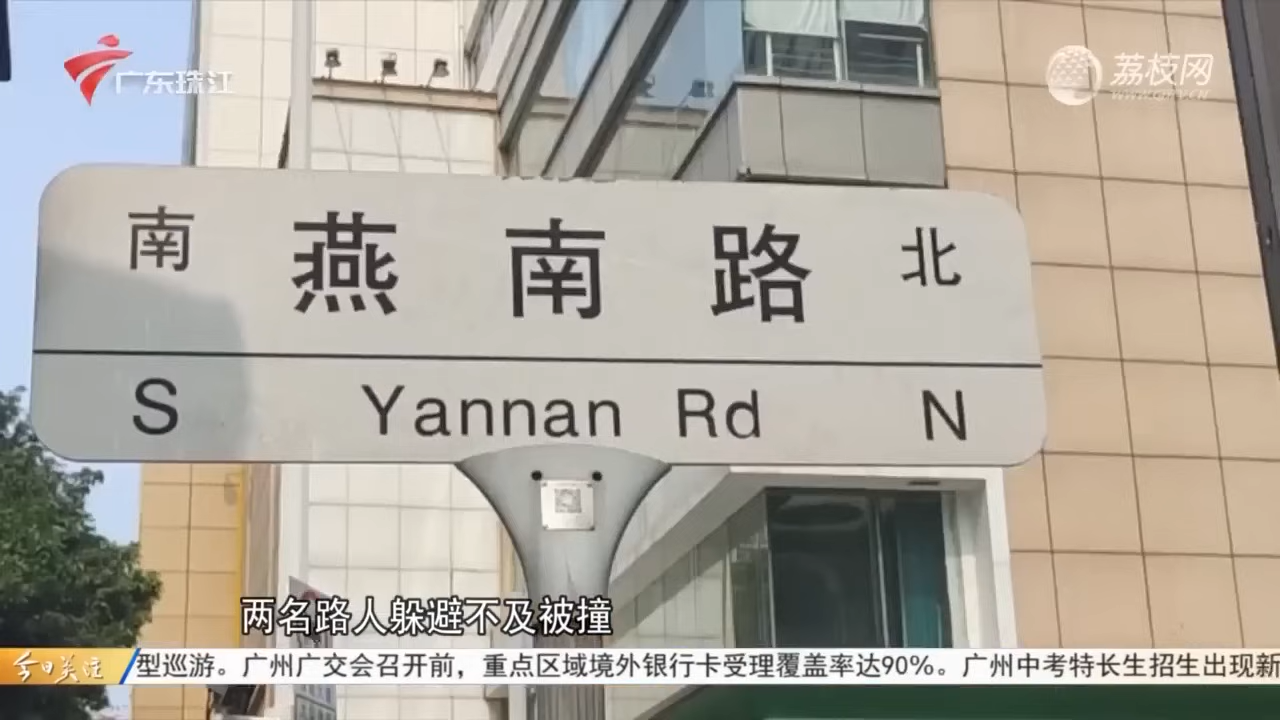 广东珠江
荔枝网
www.gdtv.cn
南 燕南路 北
S Yannan Rd N
两名路人躲避不及被撞
今日关注
型巡游。广州广交会召开前，重点区域境外银行卡受理覆盖率达90%。广州中考特长生招生出现新